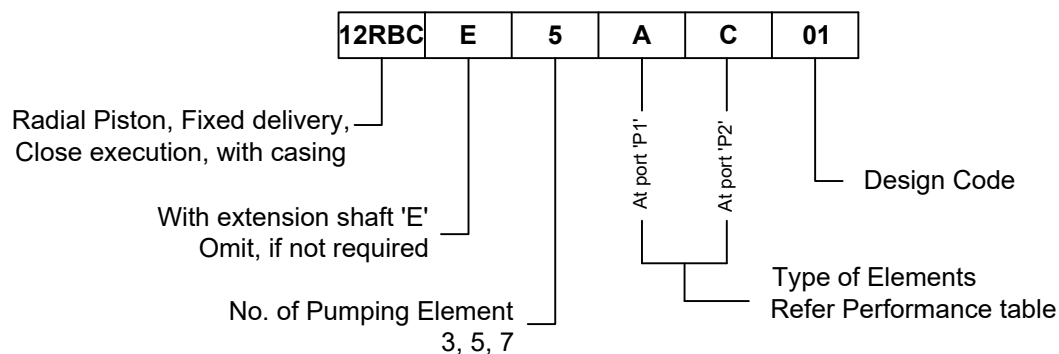 12RBC E 5 A C 01
Radial Piston, Fixed delivery,
Close execution, with casing
With extension shaft 'E'
Omit, if not required
No. of Pumping Element
3, 5, 7
At port 'P1'
At port 'P2'
Type of Elements
Refer Performance table
Design Code